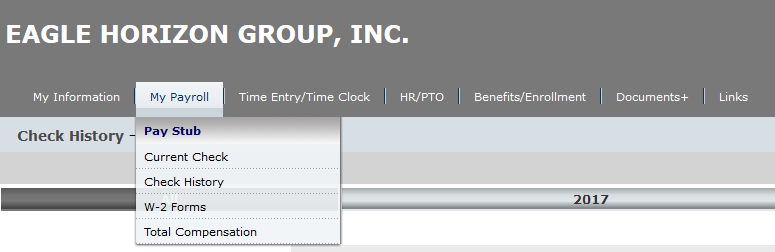 EAGLE HORIZON GROUP, INC.
My Information My Payroll Time Entry/Time Clock HR/PTO Benefits/Enrollment Documents+ Links
Check History -
Pay Stub
Current Check
Check History
2017
W-2 Forms
Total Compensation